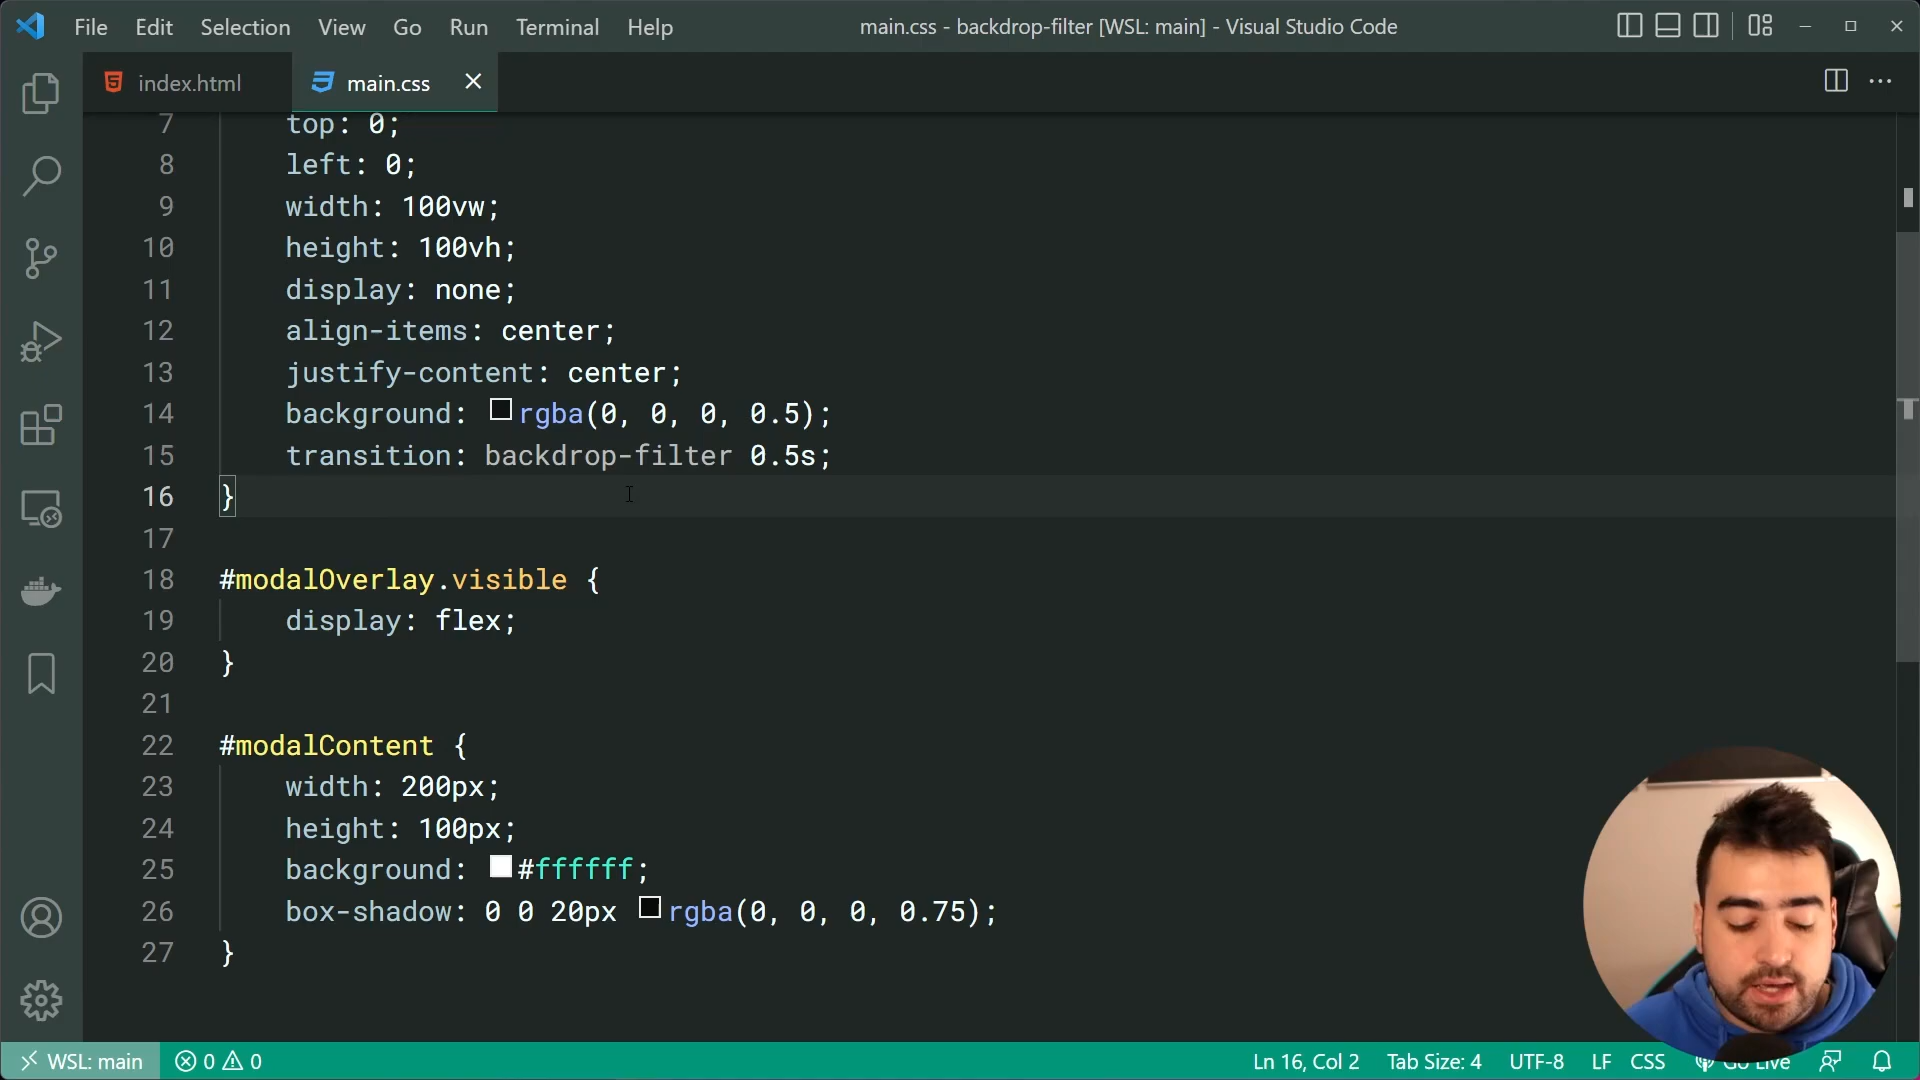 File Edit Selection View Go Run Terminal Help
main.css - backdrop-filter [WSL: main] - Visual Studio Code
index.html
main.css
7 top: 0;
8 left: 0;
9 width: 100vw;
10 height: 100vh;
11 display: none;
12 align-items: center;
13 justify-content: center;
14 background: rgba(0, 0, 0, 0.5);
15 transition: backdrop-filter 0.5s;
16 }
17
18 #modalOverlay.visible {
19 display: flex;
20 }
21
22 #modalContent {
23 width: 200px;
24 height: 100px;
25 background: #ffffff;
26 box-shadow: 0 0 20px rgba(0, 0, 0, 0.75);
27 }
WSL: main 0 0 Ln 16, Col 2 Tab Size: 4 UTF-8 LF CSS Go Live